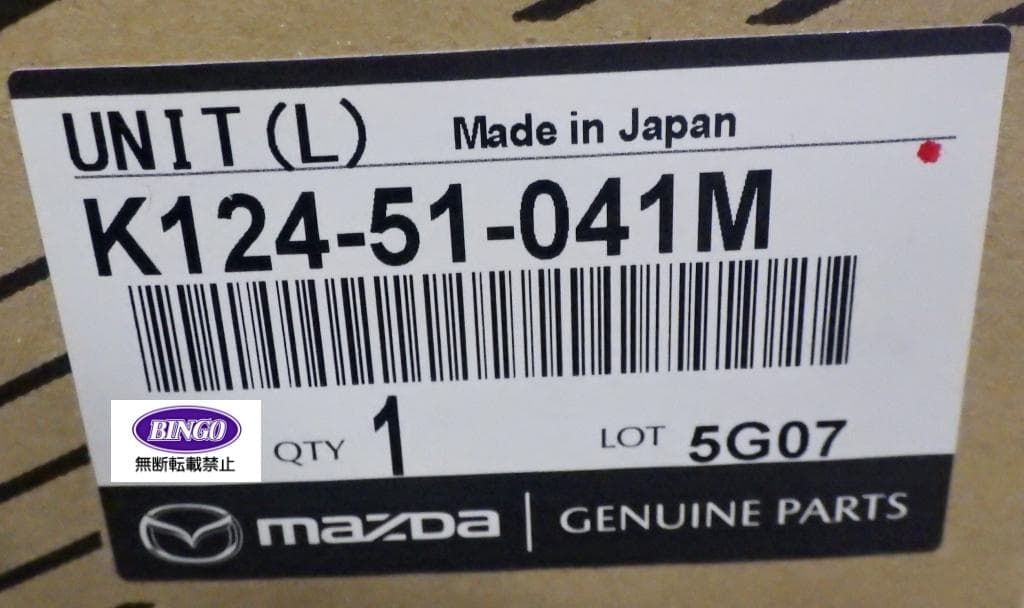 UNIT(L) Made in Japan
K124-51-041M
BINGO
無断転載禁止
QTY 1 LOT 5G07
mazda GENUINE PARTS